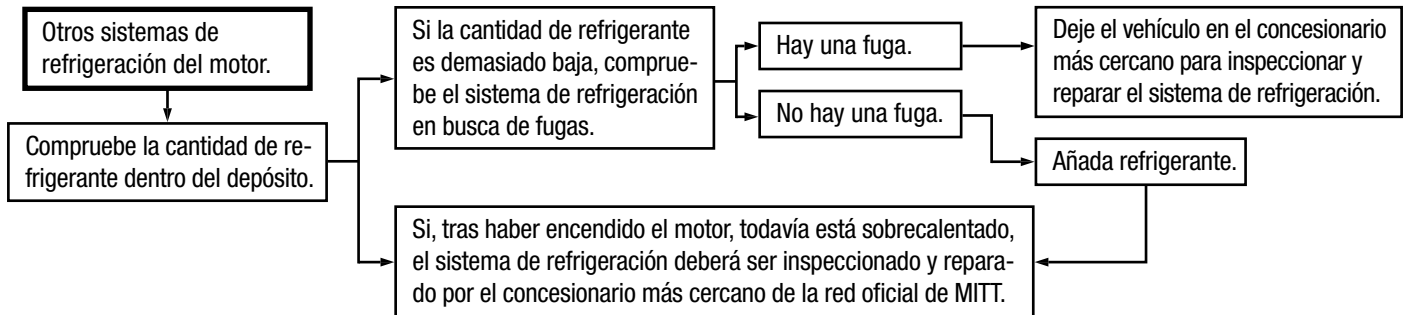 Otros sistemas de
refrigeración del motor.
Compruebe la cantidad de re-
frigerante dentro del depósito.
Si la cantidad de refrigerante
es demasiado baja, comprue-
be el sistema de refrigeración
en busca de fugas.
Hay una fuga.
No hay una fuga.
Deje el vehículo en el concesionario
más cercano para inspeccionar y
reparar el sistema de refrigeración.
Añada refrigerante.
Si, tras haber encendido el motor, todavía está sobrecalentado,
el sistema de refrigeración deberá ser inspeccionado y repara-
do por el concesionario más cercano de la red oficial de MITT.